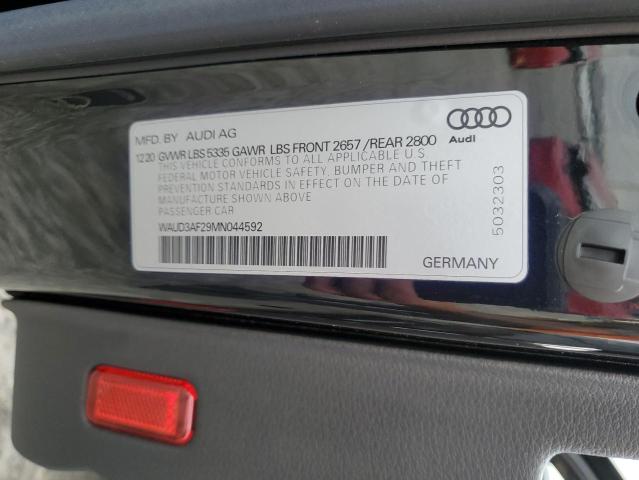 MFD. BY AUDI AG
12 20 GVWR LBS 5335 GAWR LBS FRONT 2657 / REAR 2800
THIS VEHICLE CONFORMS TO ALL APPLICABLE U.S.
FEDERAL MOTOR VEHICLE SAFETY, BUMPER AND THEFT
PREVENTION STANDARDS IN EFFECT ON THE DATE OF
MANUFACTURE SHOWN ABOVE
PASSENGER CAR
WAUD3AF29MN044592
GERMANY
Audi
5032303